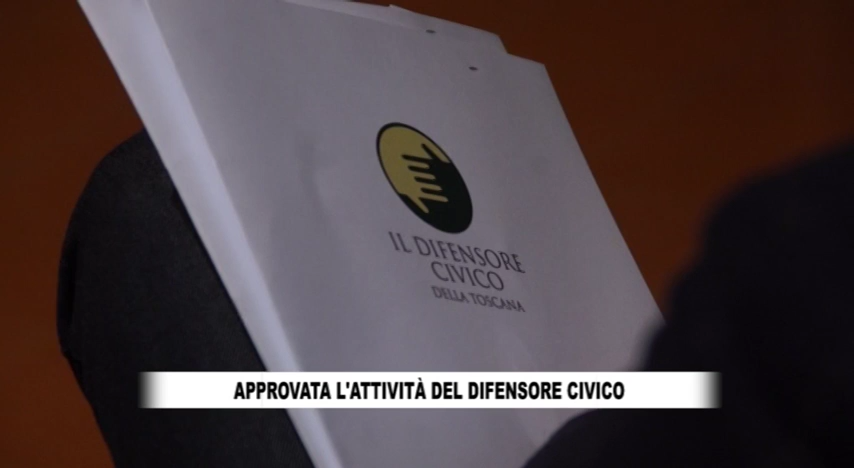 IL DIFENSORE
CIVICO
DELLA TOSCANA
APPROVATA L'ATTIVITÀ DEL DIFENSORE CIVICO